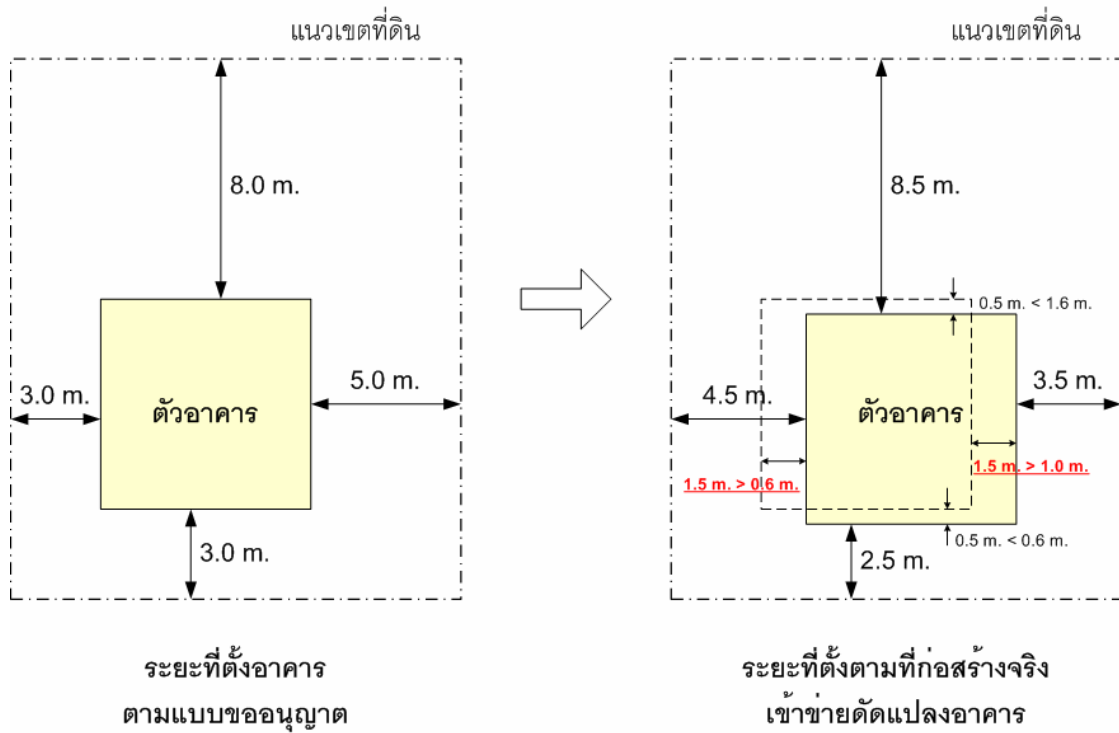 แนวเขตที่ดิน
8.0 m.
3.0 m.
5.0 m.
ตัวอาคาร
3.0 m.
ระยะที่ตั้งอาคาร
ตามแบบขออนุญาต
แนวเขตที่ดิน
8.5 m.
0.5 m. < 1.6 m.
4.5 m.
ตัวอาคาร
3.5 m.
1.5 m. > 0.6 m.
1.5 m. > 1.0 m.
0.5 m. < 0.6 m.
2.5 m.
ระยะที่ตั้งตามที่ก่อสร้างจริง
เข้าข่ายดัดแปลงอาคาร